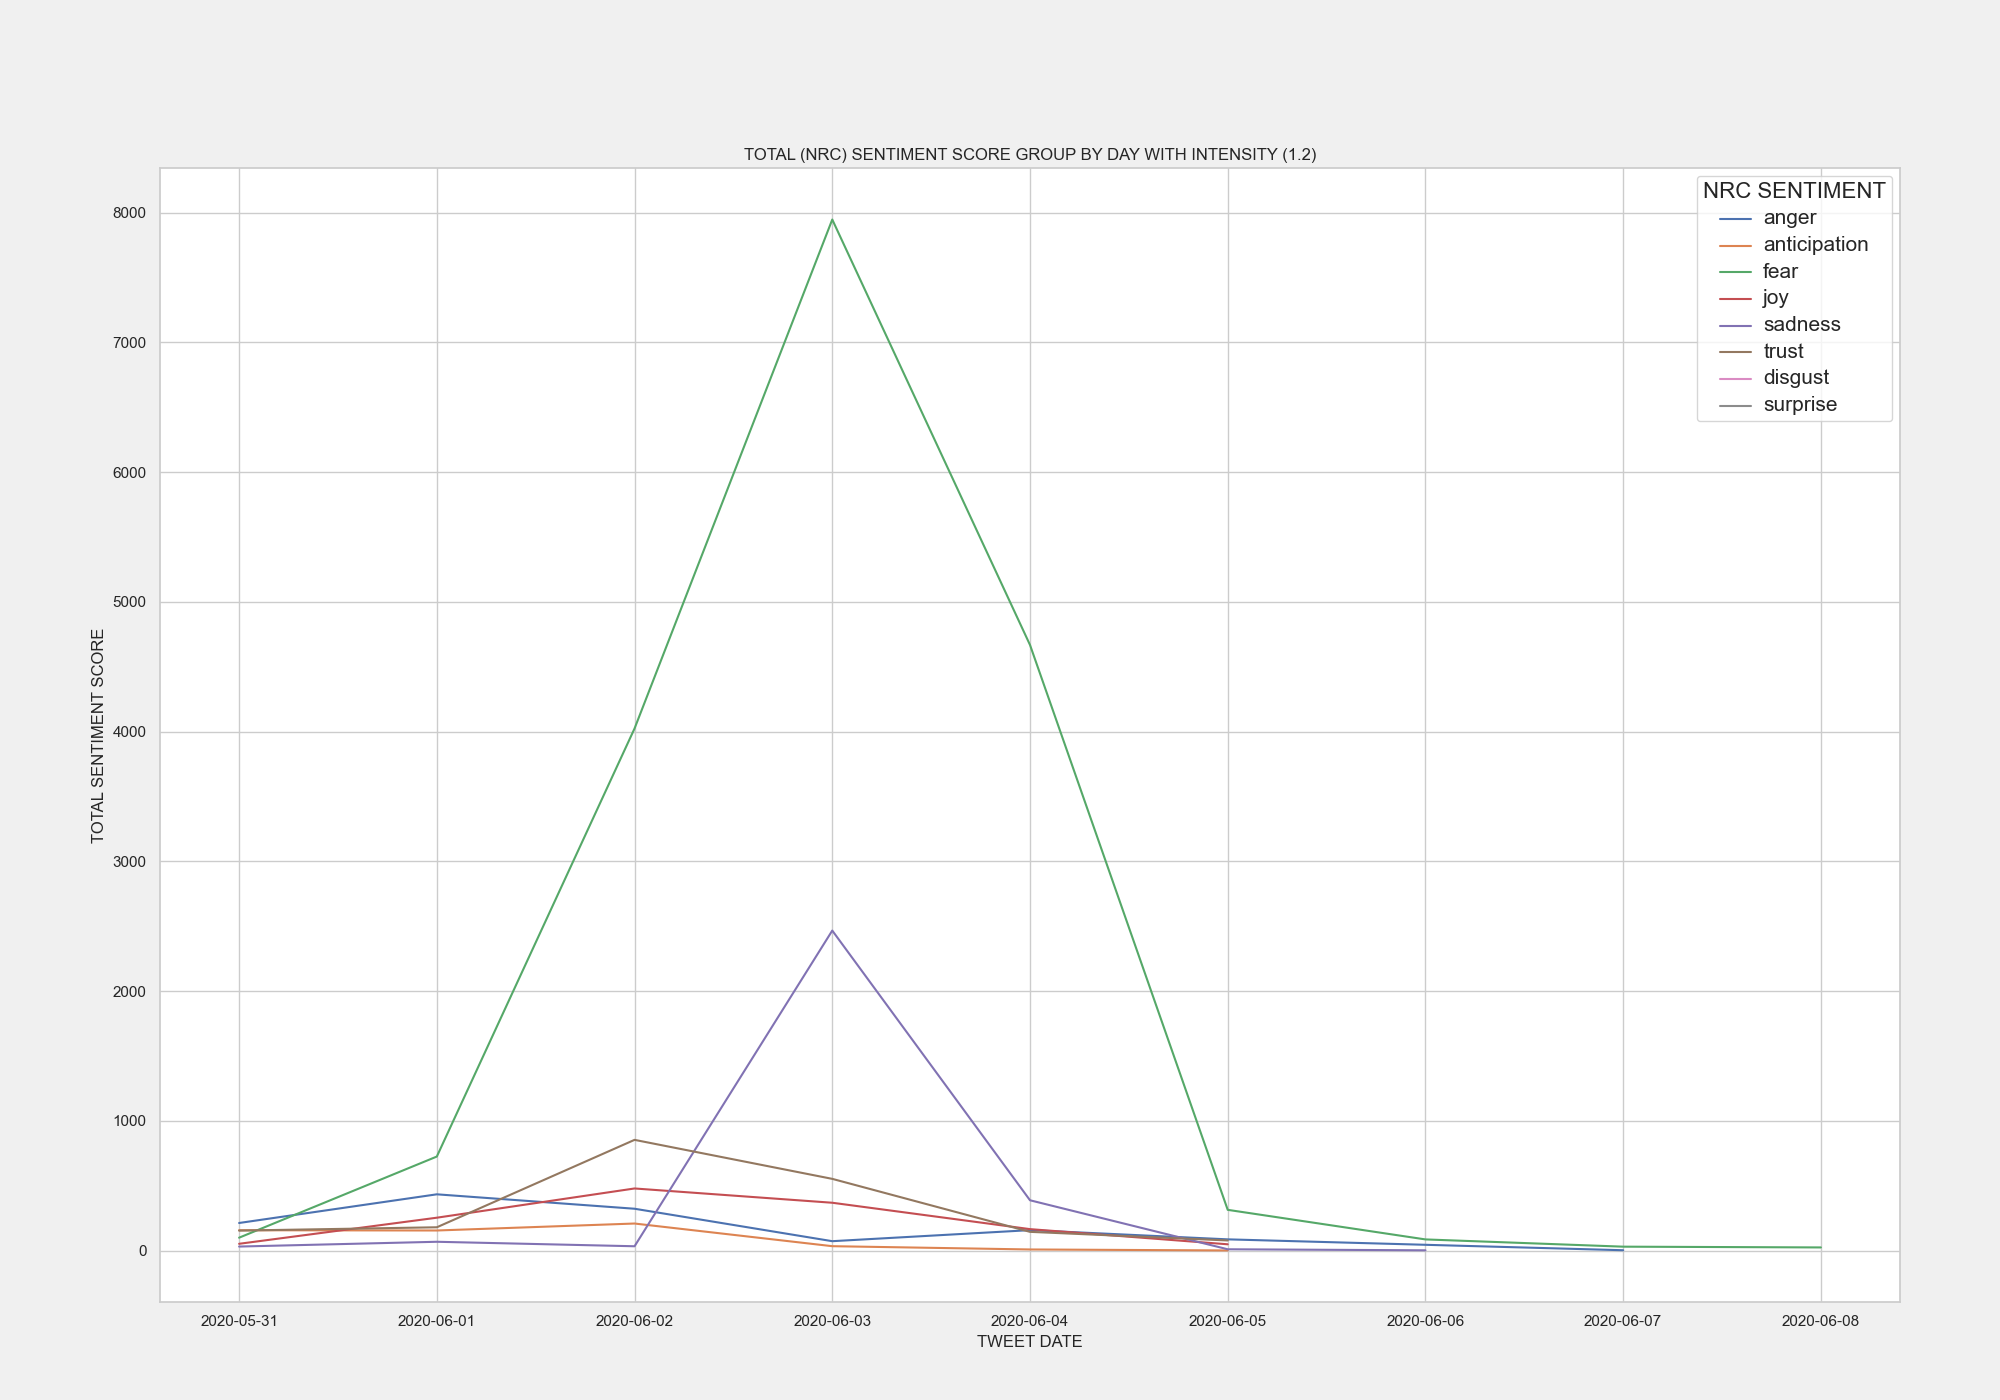 TOTAL (NRC) SENTIMENT SCORE GROUP BY DAY WITH INTENSITY (1.2)
NRC SENTIMENT
anger
anticipation
fear
joy
sadness
trust
disgust
surprise
TOTAL SENTIMENT SCORE
8000
7000
6000
5000
4000
3000
2000
1000
0
2020-05-31 2020-06-01 2020-06-02 2020-06-03 2020-06-04 2020-06-05 2020-06-06 2020-06-07 2020-06-08
TWEET DATE